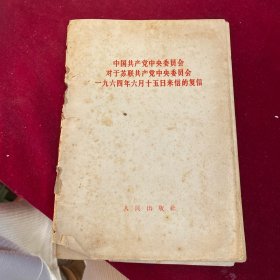 中国共产党中央委员会
对于苏联共产党中央委员会
一九六四年六月十五日来信的复信
人民出版社